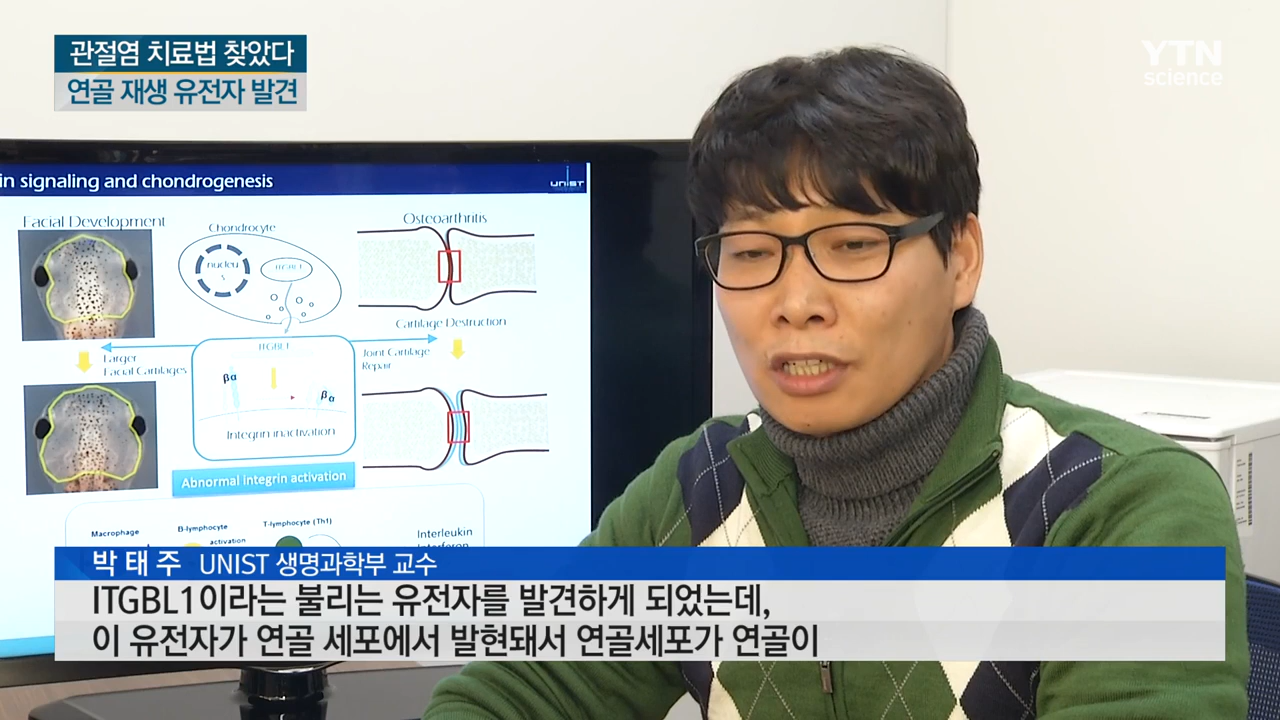 관절염 치료법 찾았다
연골 재생 유전자 발견
YTN
science
in signaling and chondrogenesis
UNIST
Facial Development
Chondrocyte
Osteoarthritis
nucleu
Cartilage Destruction
ITGBL1
Larger
Facial Cartilages
Joint Cartilage
Repair
βα
βα
Integrin inactivation
Abnormal integrin activation
Macrophage
B-lymphocyte
T-lymphocyte (Th1)
activation
Interleukin
Interferon
박태주 UNIST 생명과학부 교수
ITGBL1이라는 불리는 유전자를 발견하게 되었는데,
이 유전자가 연골 세포에서 발현돼서 연골세포가 연골이